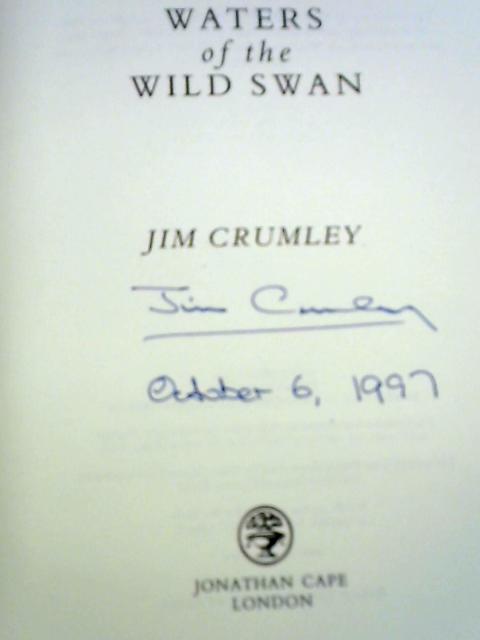 WATERS
of the
WILD SWAN
JIM CRUMLEY
Jim Crumley
October 6, 1997
JONATHAN CAPE
LONDON